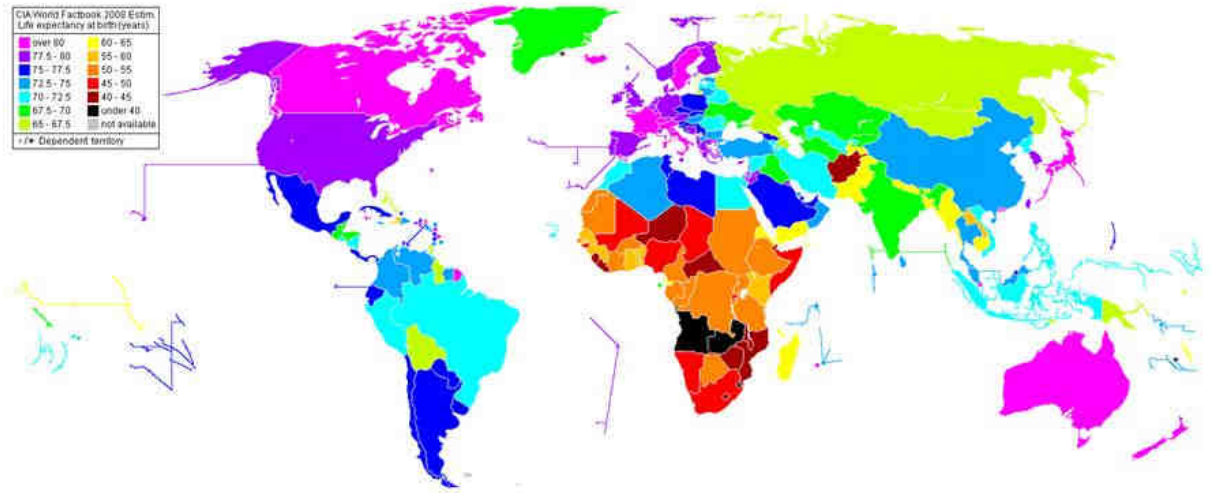 CIA World Factbook 2008 Estim.
Life expectancy at birth (years)
over 80
77.5 - 80
75 - 77.5
72.5 - 75
70 - 72.5
67.5 - 70
65 - 67.5
60 - 65
55 - 60
50 - 55
45 - 50
40 - 45
under 40
not available
Dependent territory